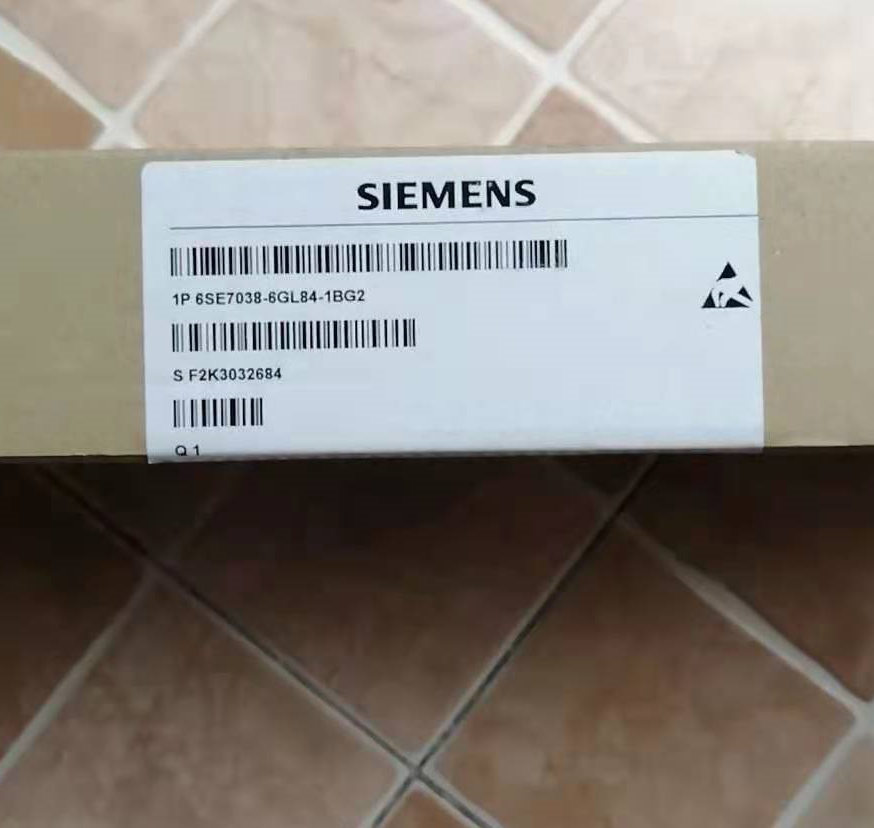 SIEMENS
1P 6SE7038-6GL84-1BG2
S F2K3032684
Q 1